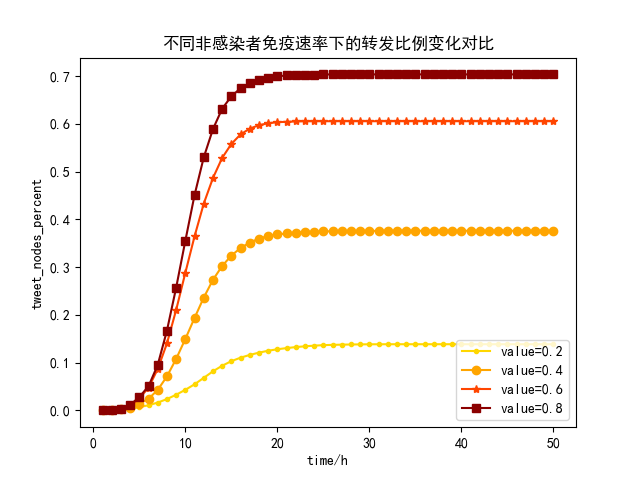 不同非感染者免疫速率下的转发比例变化对比
0.7
0.6
0.5
0.4
0.3
0.2
0.1
0.0
tweet_nodes_percent
value=0.2
value=0.4
value=0.6
value=0.8
0 10 20 30 40 50
time/h